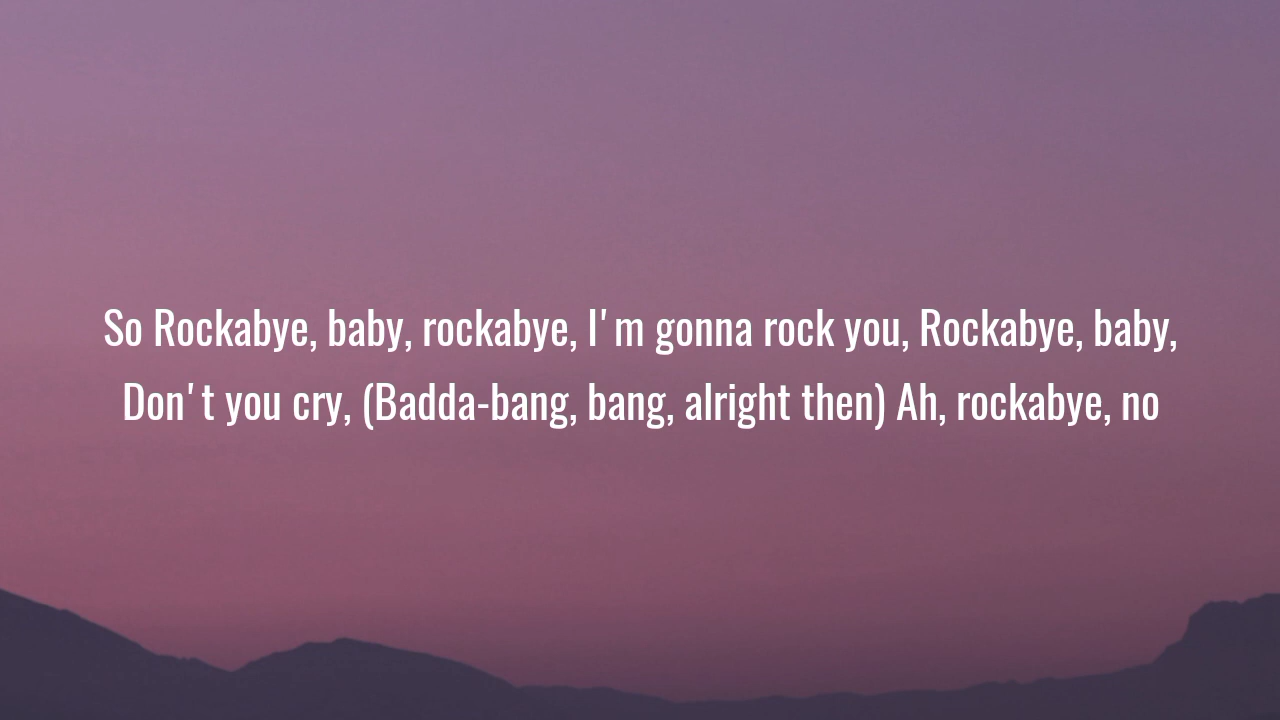 So Rockabye, baby, rockabye, I'm gonna rock you, Rockabye, baby,
Don't you cry, (Badda-bang, bang, alright then) Ah, rockabye, no